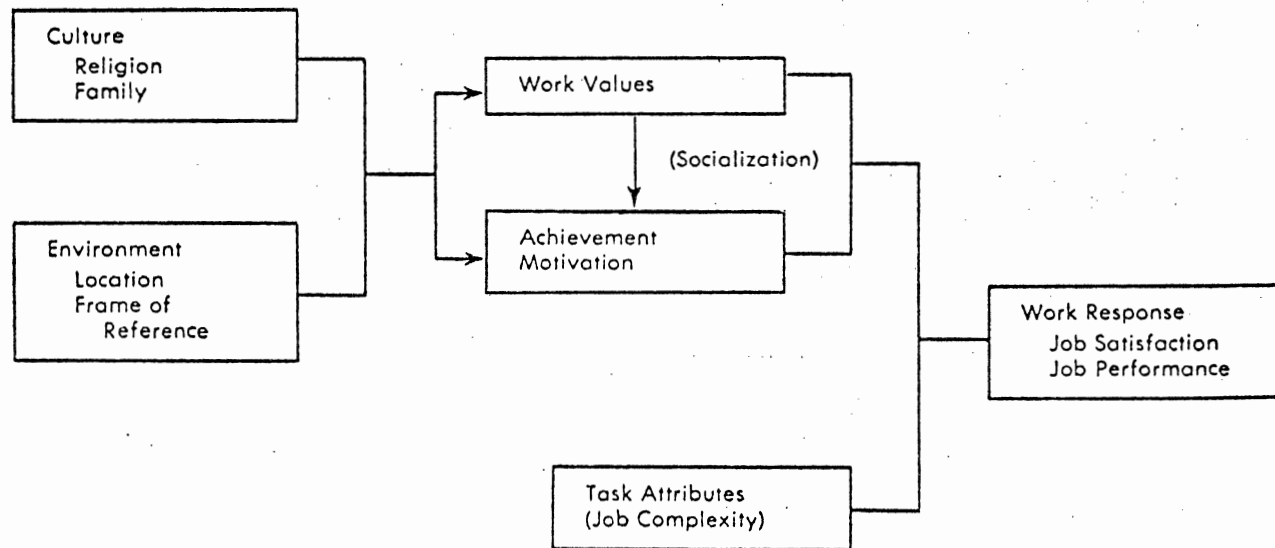 Culture
Religion
Family
Environment
Location
Frame of
Reference
Work Values
(Socialization)
Achievement
Motivation
Work Response
Job Satisfaction
Job Performance
Task Attributes
(Job Complexity)